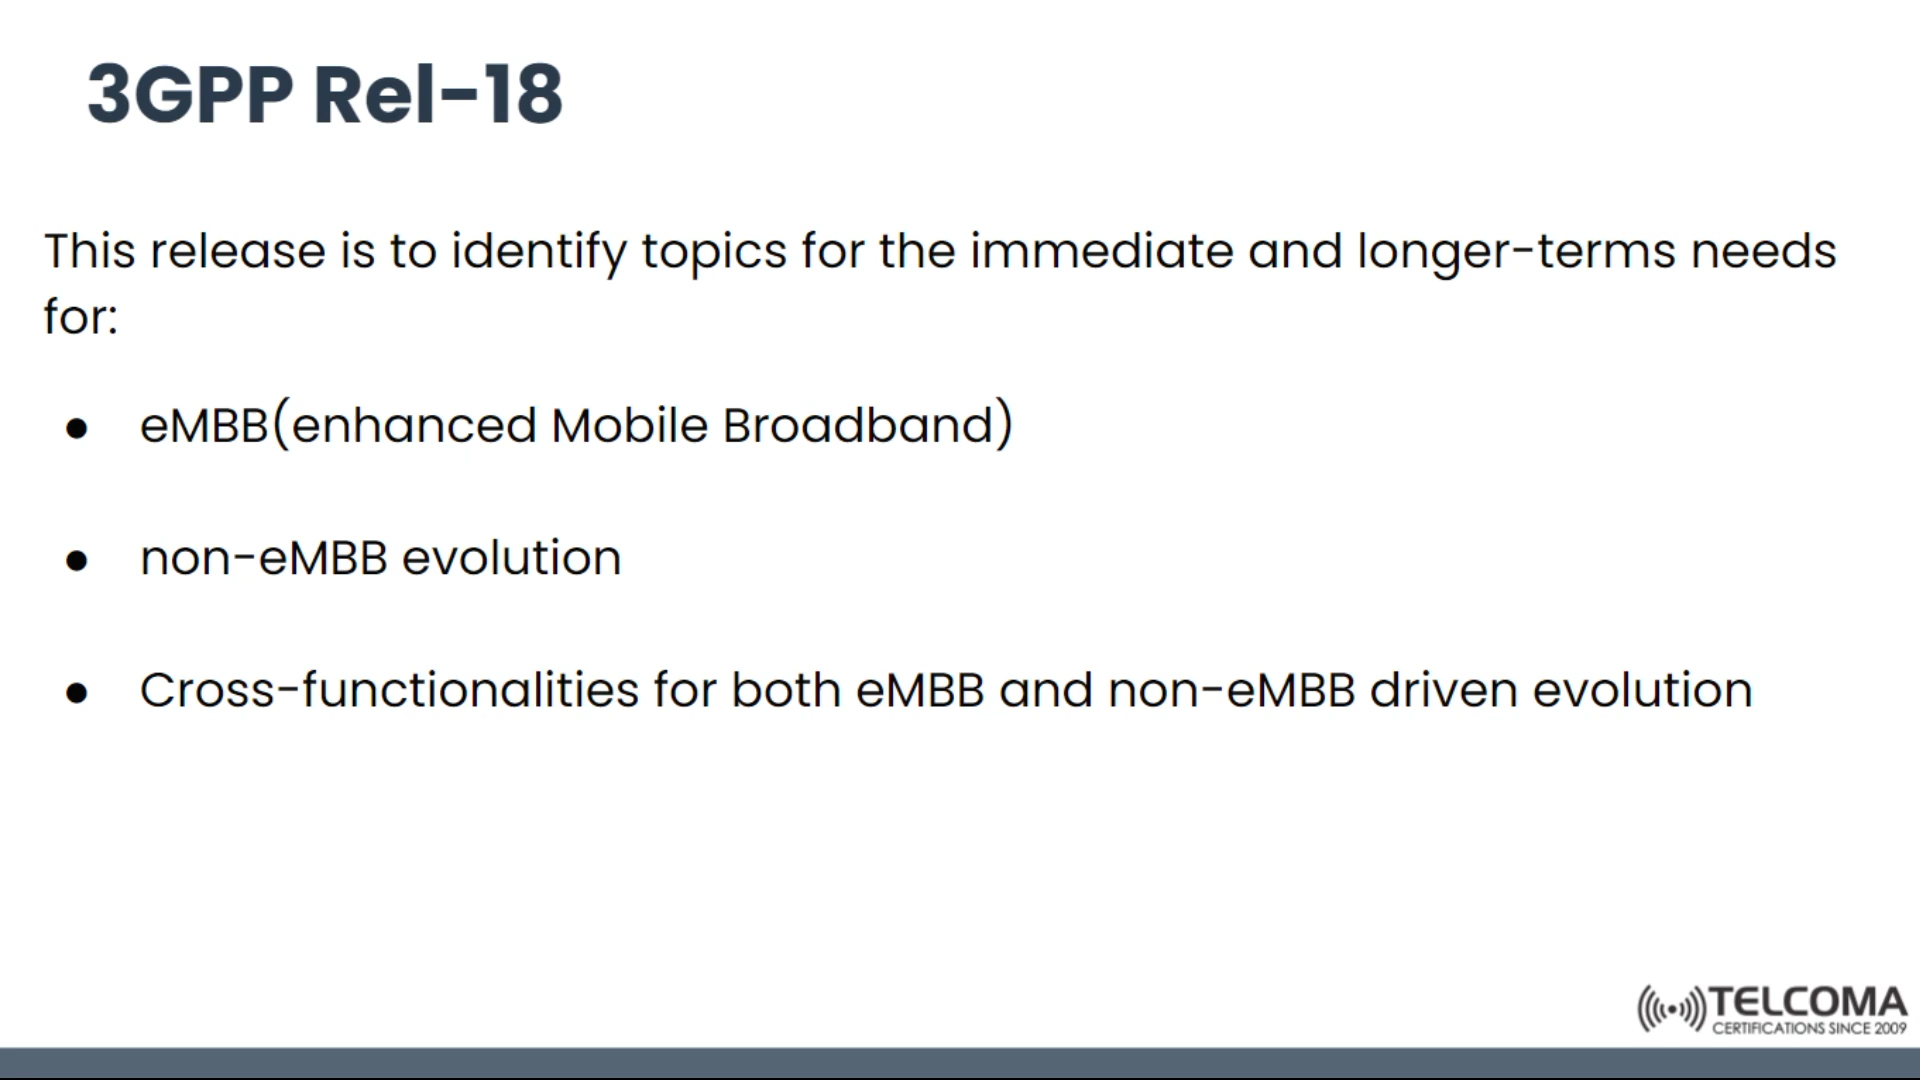 3GPP Rel-18
This release is to identify topics for the immediate and longer-terms needs
for:
● eMBB(enhanced Mobile Broadband)
● non-eMBB evolution
● Cross-functionalities for both eMBB and non-eMBB driven evolution
TELCOMA
CERTIFICATIONS SINCE 2009